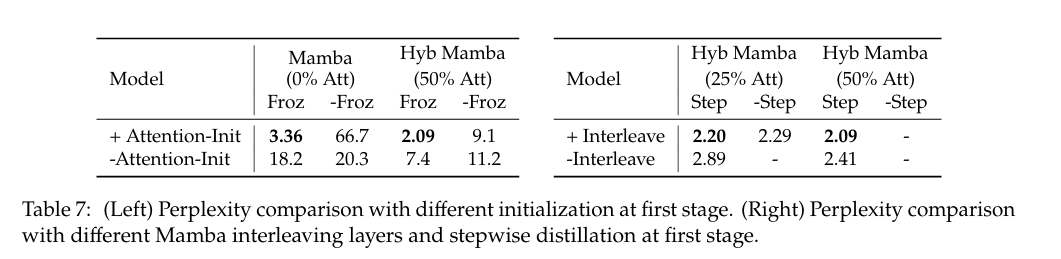 Model Mamba (0% Att) Hyb Mamba (50% Att)
Froz -Froz Froz -Froz
+ Attention-Init 3.36 66.7 2.09 9.1
-Attention-Init 18.2 20.3 7.4 11.2
Model Hyb Mamba (25% Att) Hyb Mamba (50% Att)
Step -Step Step -Step
+ Interleave 2.20 2.29 2.09 -
-Interleave 2.89 - 2.41 -
Table 7: (Left) Perplexity comparison with different initialization at first stage. (Right) Perplexity comparison
with different Mamba interleaving layers and stepwise distillation at first stage.